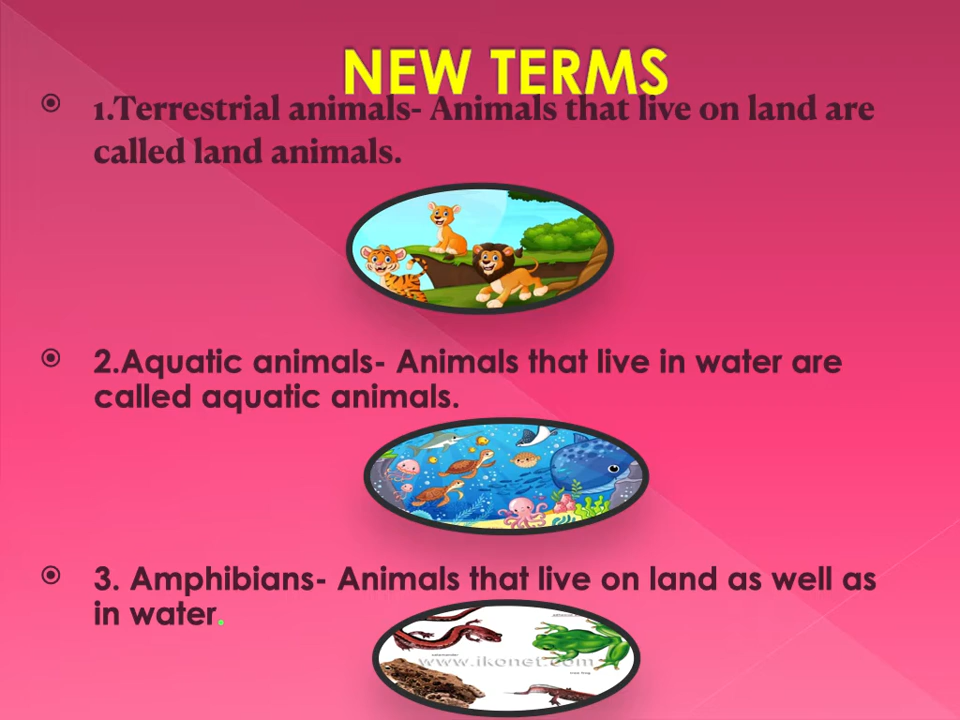 NEW TERMS
1.Terrestrial animals- Animals that live on land are
called land animals.
2.Aquatic animals- Animals that live in water are
called aquatic animals.
3. Amphibians- Animals that live on land as well as
in water.
www.ikonet.com